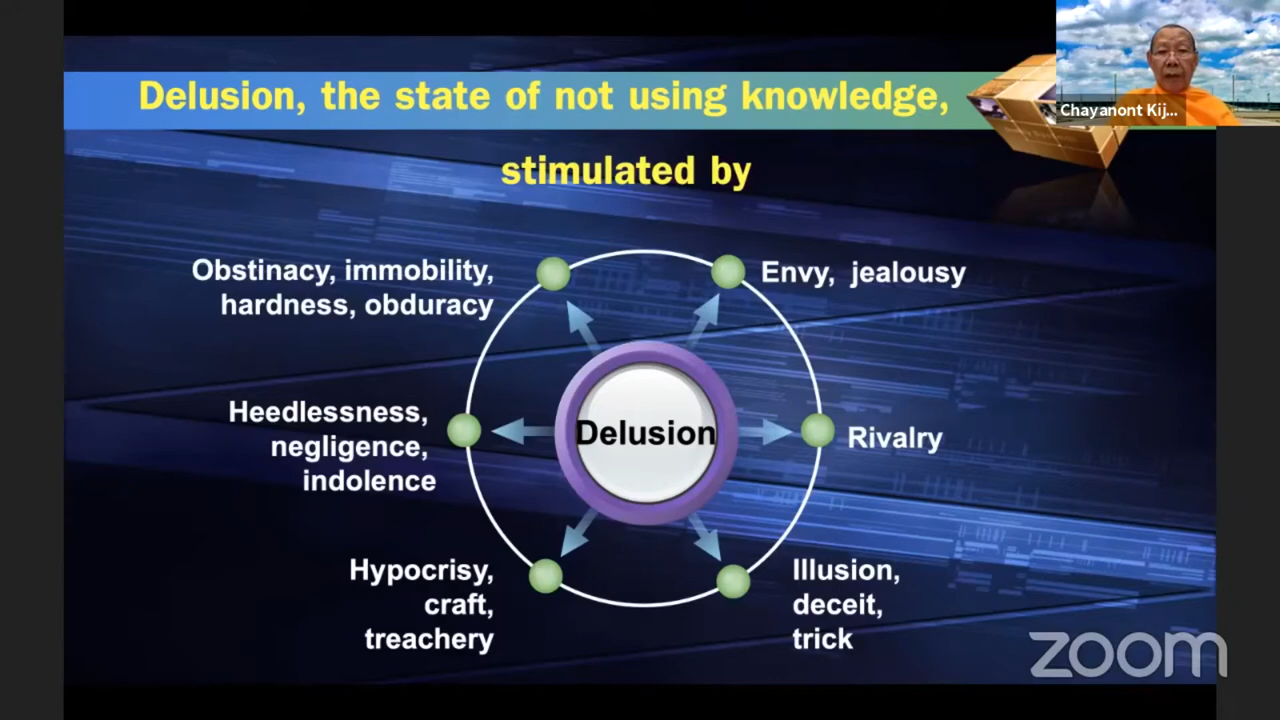 Delusion, the state of not using knowledge,
stimulated by
Chayanont Kij...
Obstinacy, immobility,
hardness, obduracy
Envy, jealousy
Heedlessness,
negligence,
indolence
Delusion
Rivalry
Hypocrisy,
craft,
treachery
Illusion,
deceit,
trick
zoom